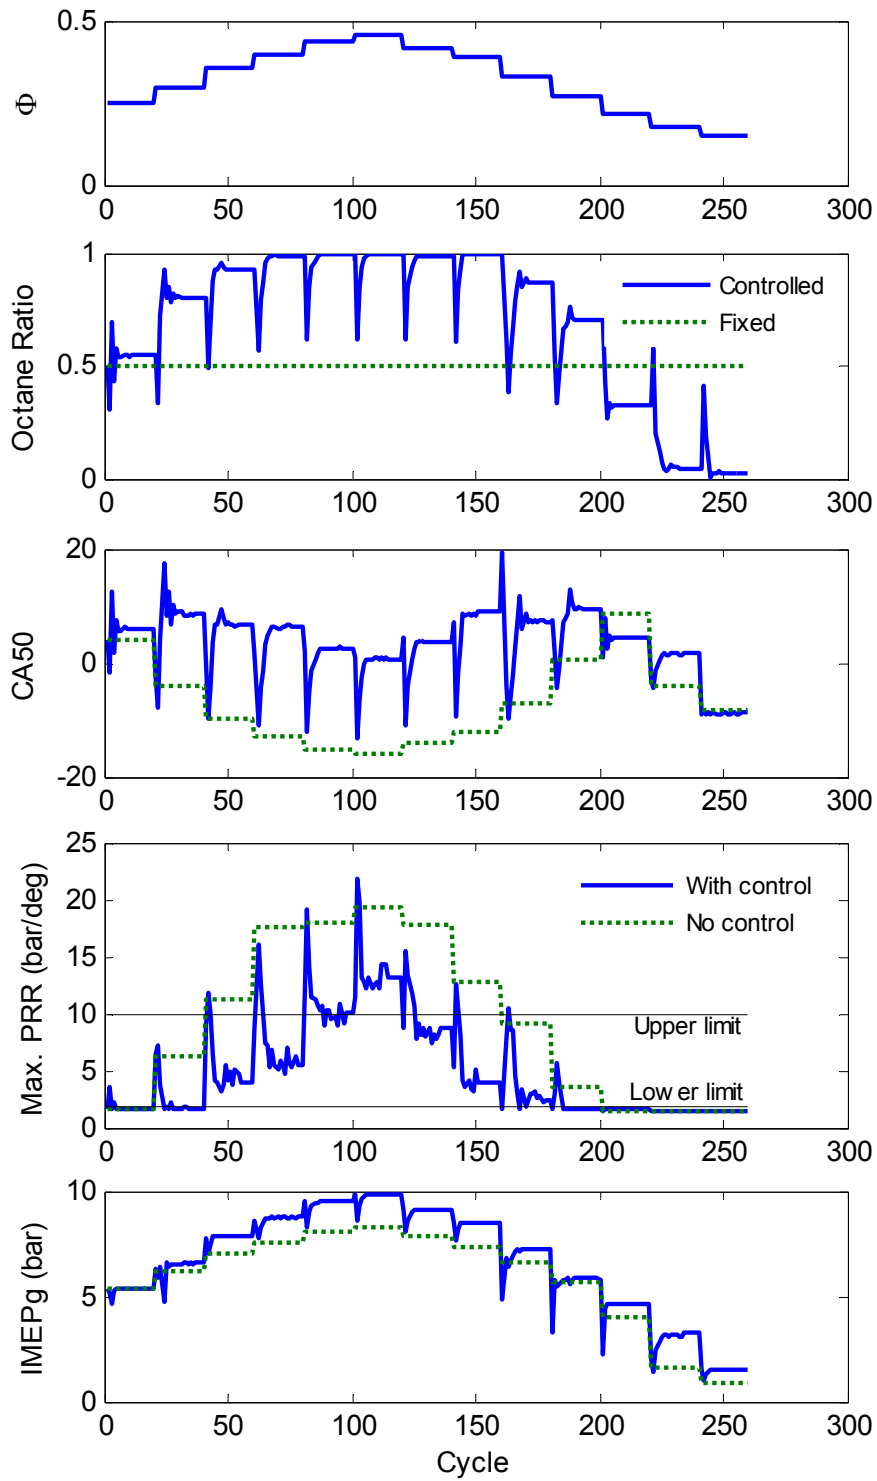 0.5
Φ
0
0 50 100 150 200 250 300
1
Controlled
Fixed
Octane Ratio
0.5
0
0 50 100 150 200 250 300
20
CA50
0
-20
0 50 100 150 200 250 300
25
With control
No control
20
15
Max. PRR (bar/deg)
10
Upper limit
5
Lower limit
0
0 50 100 150 200 250 300
10
IMEPg (bar)
5
0
0 50 100 150 200 250 300
Cycle